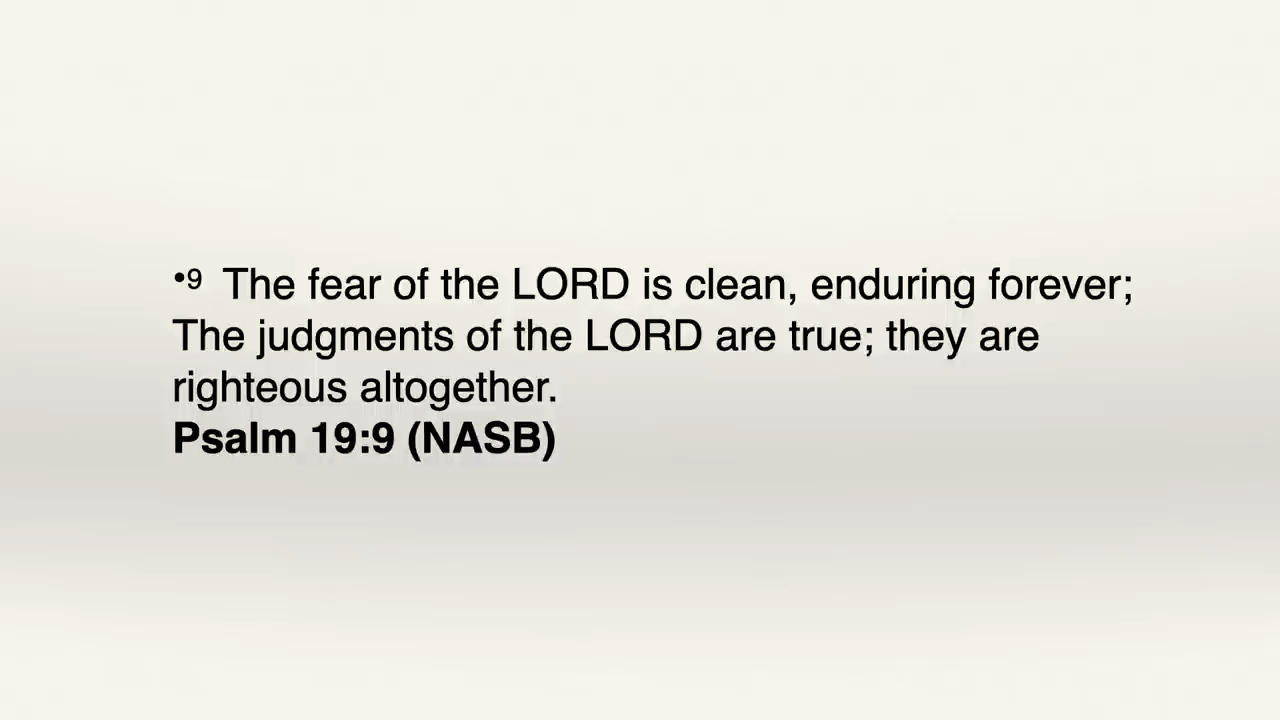 •9 The fear of the LORD is clean, enduring forever;
The judgments of the LORD are true; they are
righteous altogether.
Psalm 19:9 (NASB)